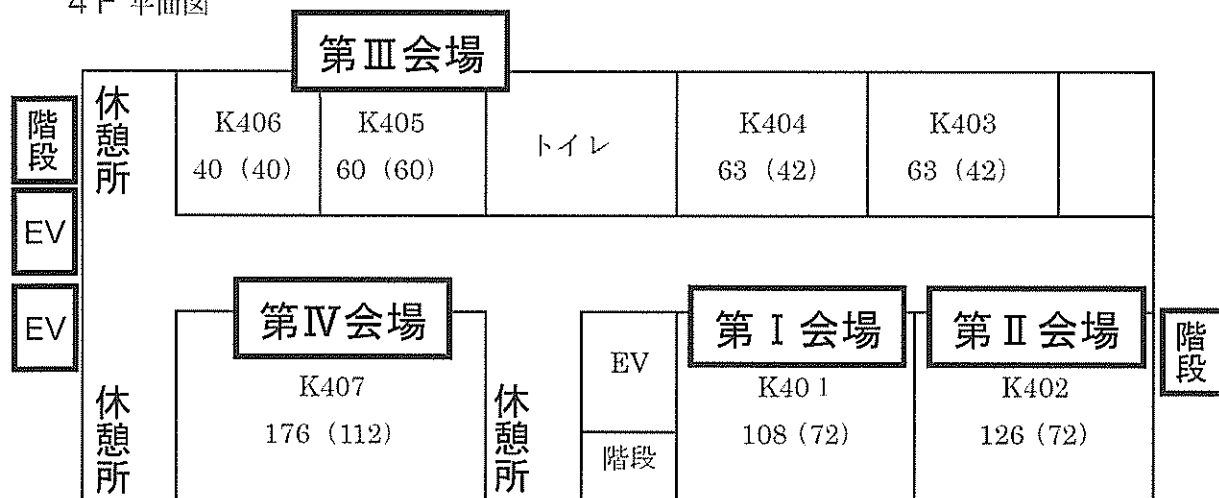 4F 平面図
第Ⅲ会場
階段
休憩所
K406
40 (40)
K405
60 (60)
トイレ
K404
63 (42)
K403
63 (42)
EV
EV
第Ⅳ会場
K407
176 (112)
休憩所
休憩所
EV
階段
第Ⅰ会場
K401
108 (72)
第Ⅱ会場
K402
126 (72)
階段